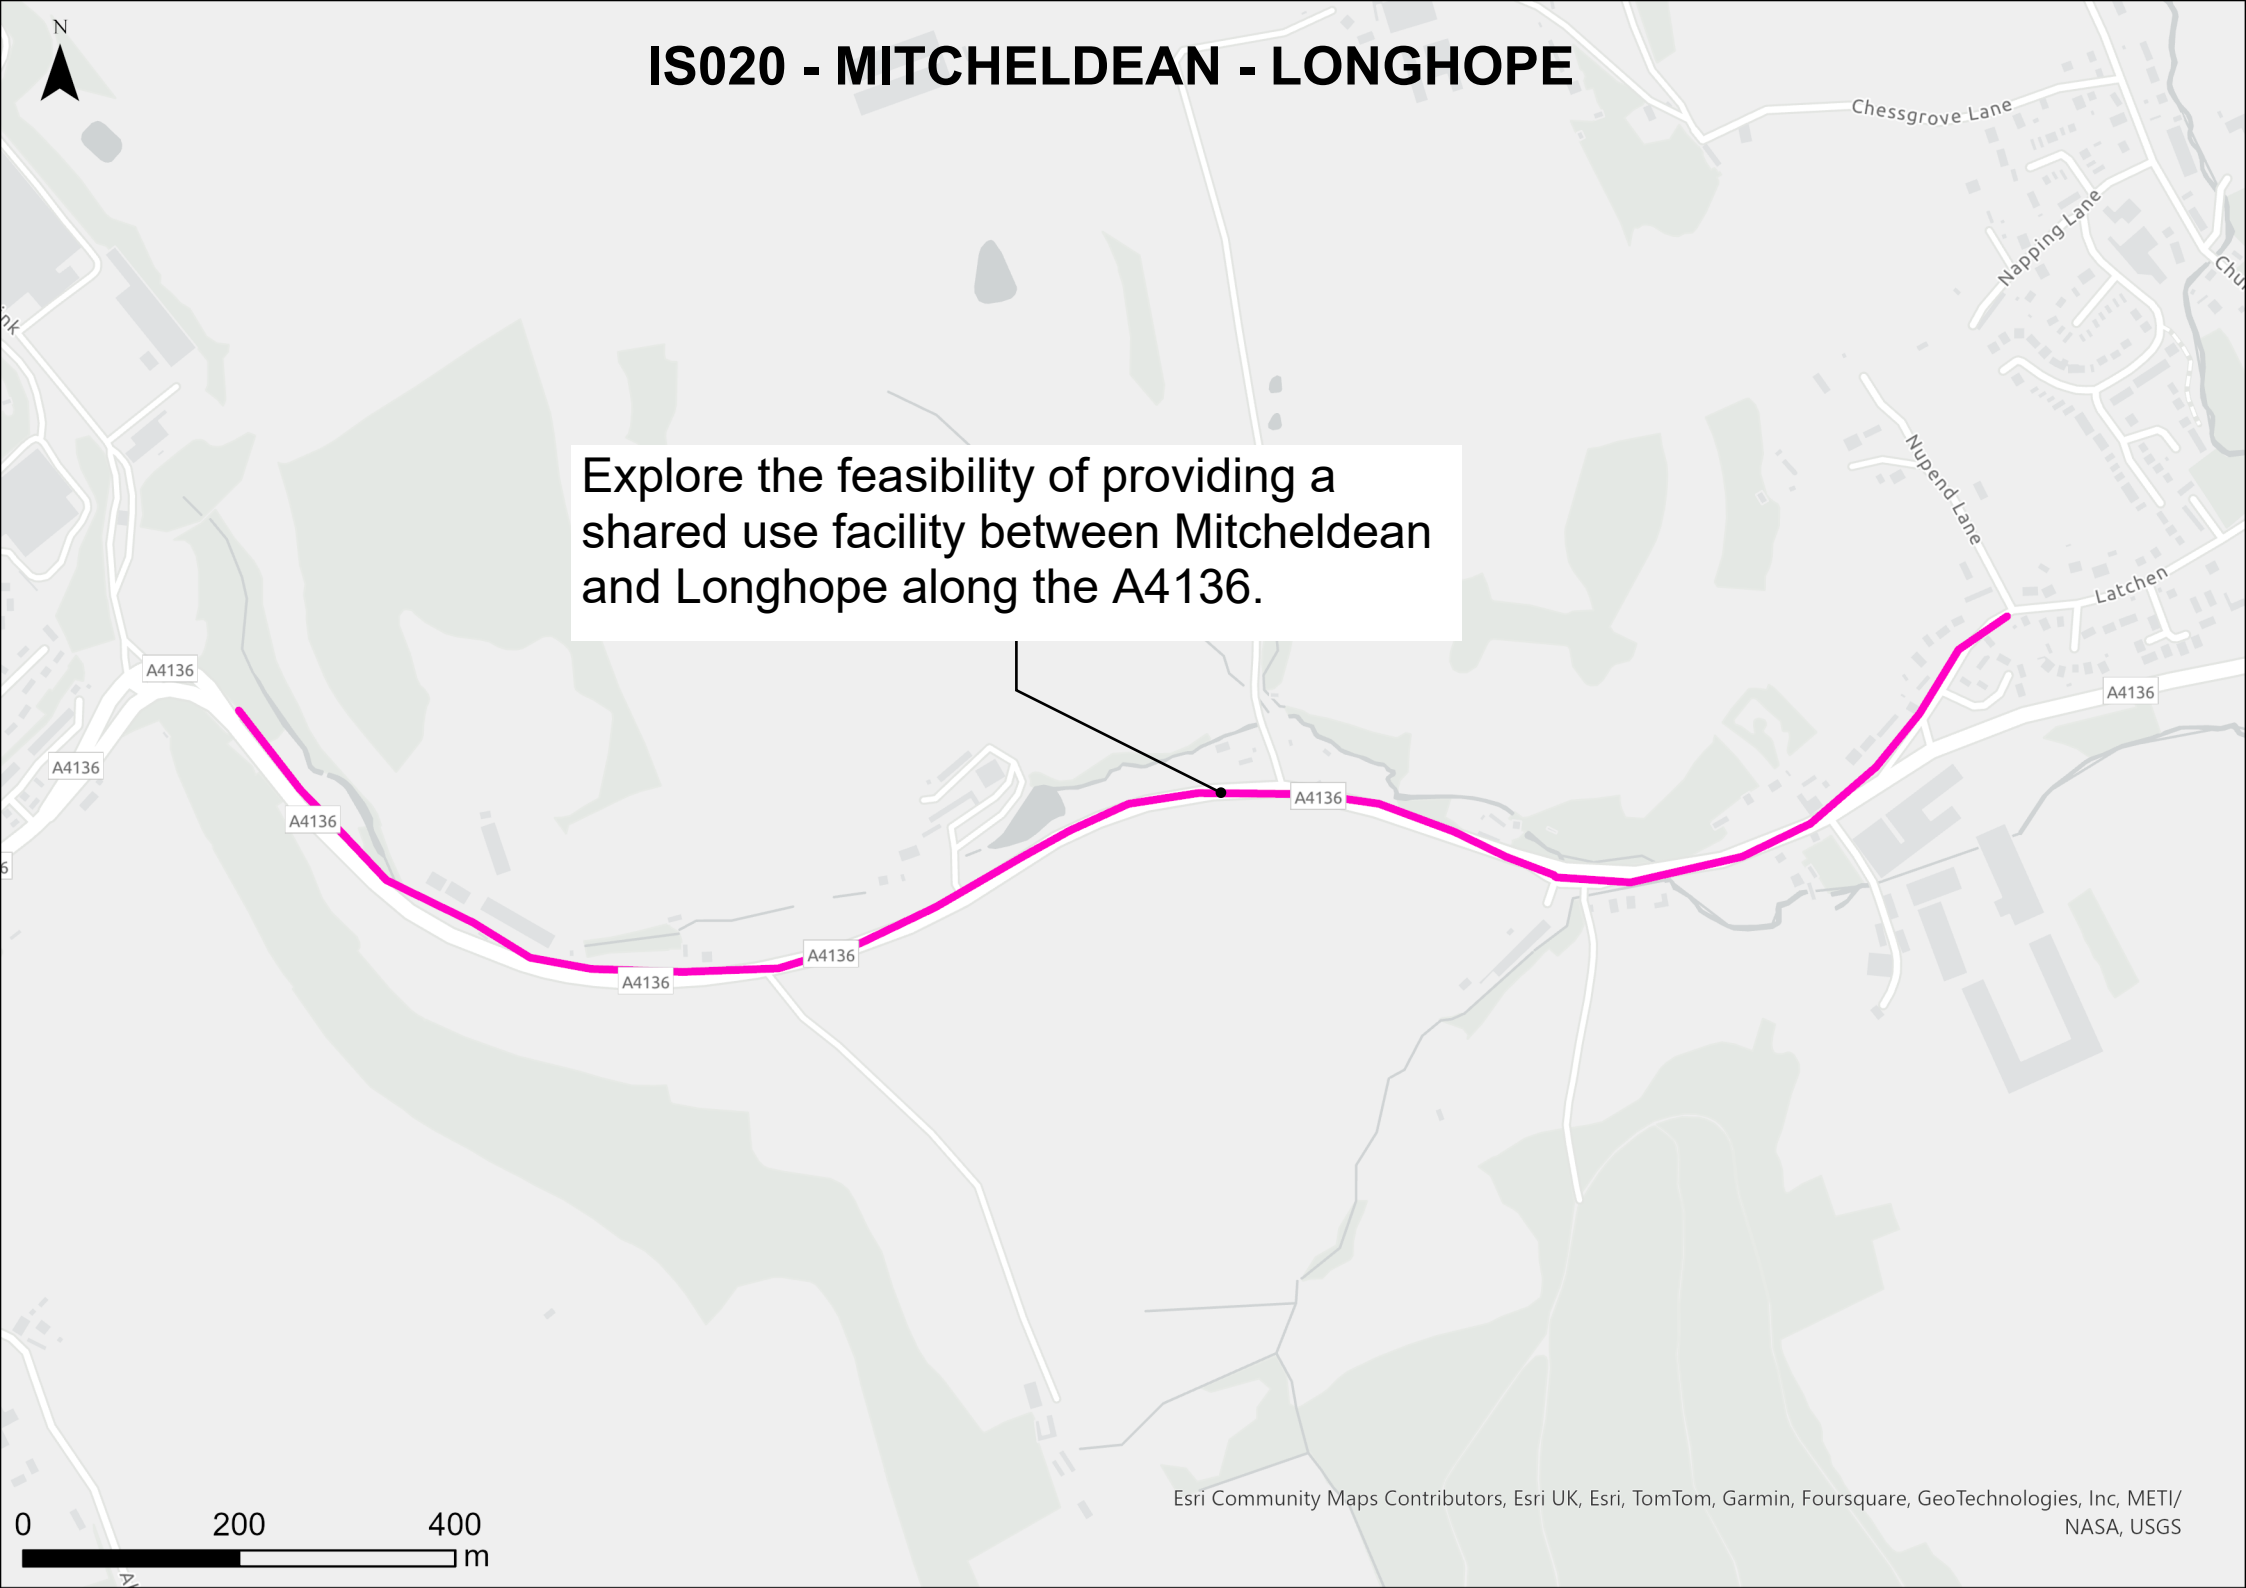 N
IS020 - MITCHELDEAN - LONGHOPE
Chessgrove Lane
Napping Lane
Nupend Lane
Latchen
Explore the feasibility of providing a
shared use facility between Mitcheldean
and Longhope along the A4136.
A4136
A4136
A4136
A4136
A4136
A4136
A4136
Esri Community Maps Contributors, Esri UK, Esri, TomTom, Garmin, Foursquare, GeoTechnologies, Inc, METI/
NASA, USGS
0 200 400
m